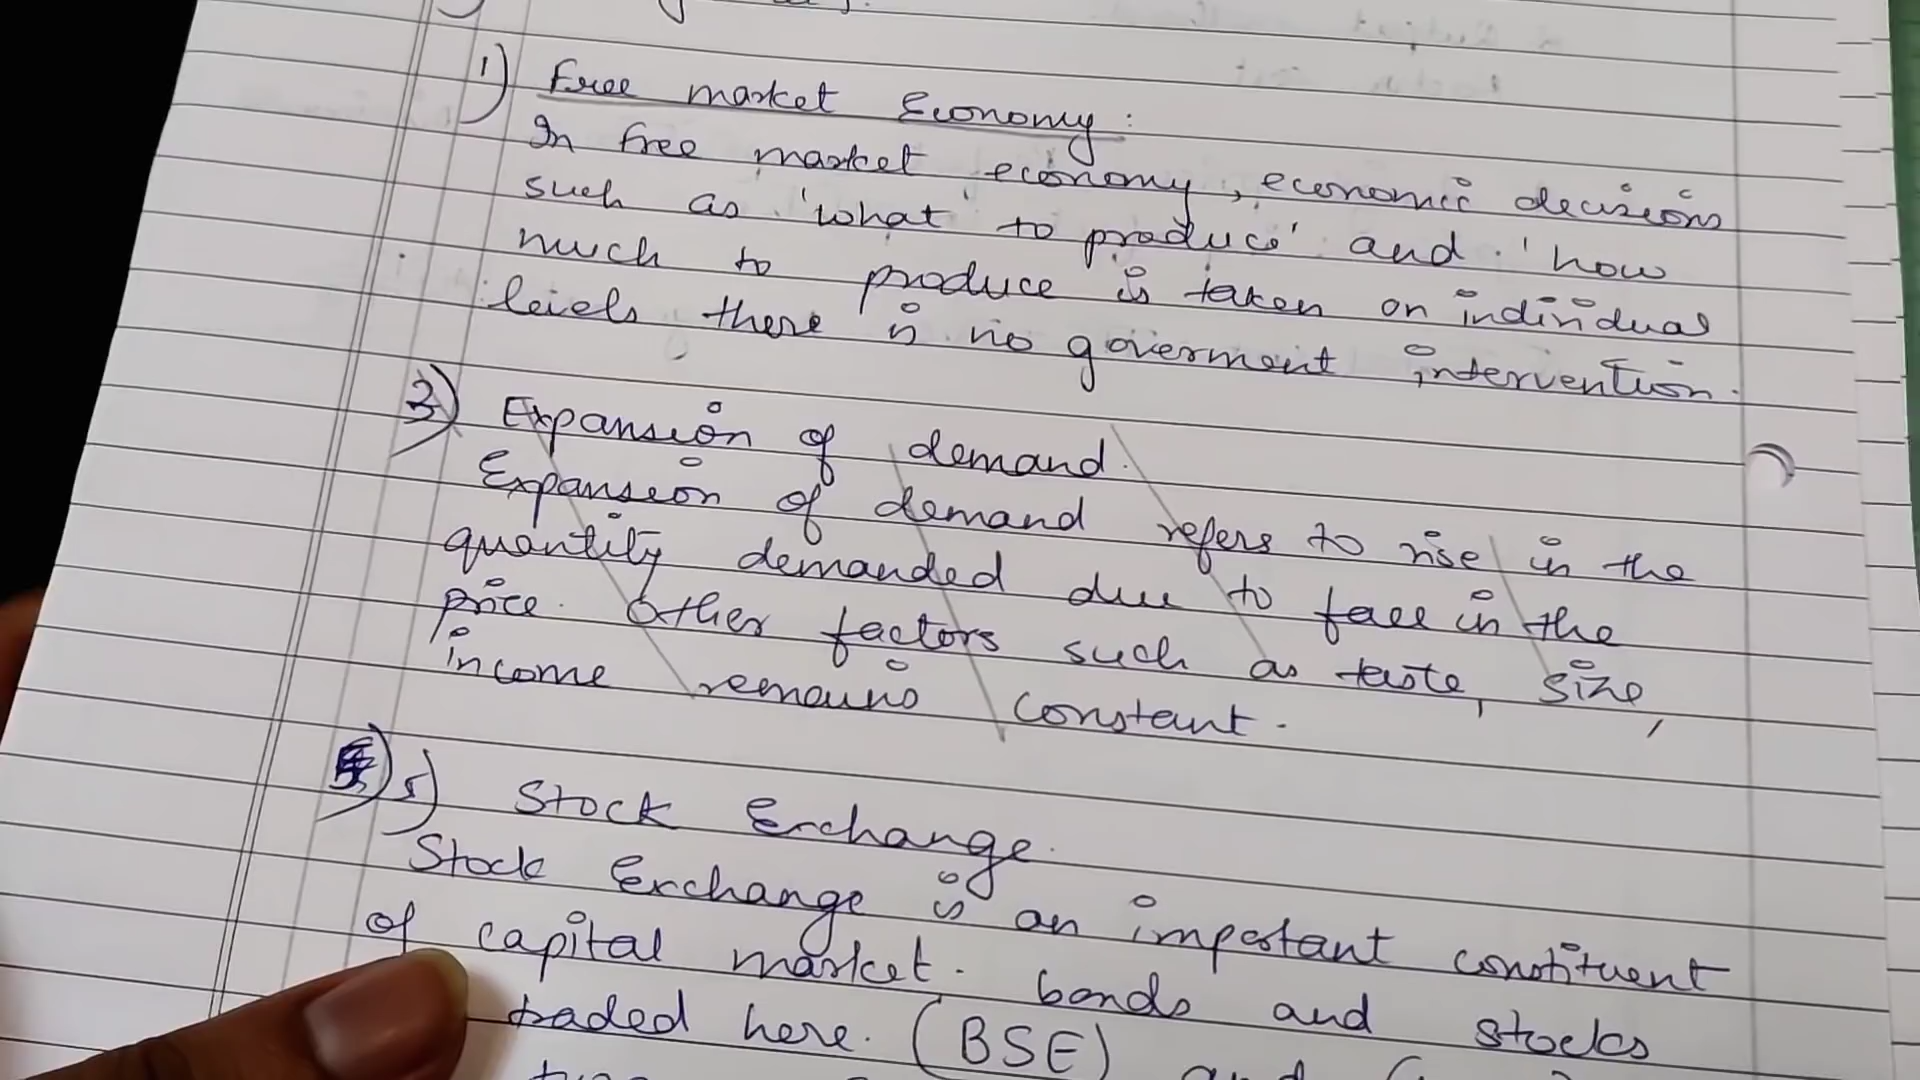 1) Free market Economy:
In free market economy, economic decisions
such as 'what to produce' and 'how
much to produce is taken on individual
levels there is no goverment intervention.
3) Expansion of demand.
Expansion of demand refers to rise in the
quantity demanded due to fall in the
price. Other factors such as taste, size,
income remains constant.
5) Stock Exchange.
Stock Exchange is an important constituent
of capital market. bonds and stocks
traded here. (BSE) and